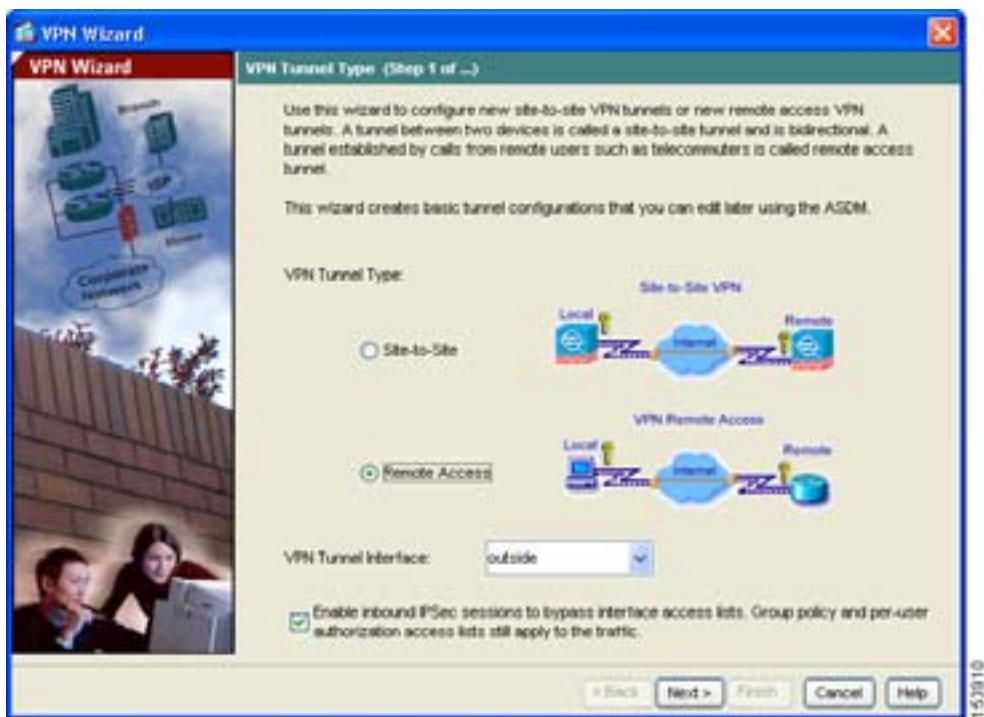 VPN Wizard
VPN Wizard
VPN Tunnel Type (Step 1 of ...)
Branch
ISP
Home
Corporate
Network
Use this wizard to configure new site-to-site VPN tunnels or new remote access VPN
tunnels. A tunnel between two devices is called a site-to-site tunnel and is bidirectional. A
tunnel established by calls from remote users such as telecommuters is called remote access
tunnel.
This wizard creates basic tunnel configurations that you can edit later using the ASDM.
VPN Tunnel Type:
Site-to-Site VPN
Local
Remote
Internet
Site-to-Site
VPN Remote Access
Local
Remote
Internet
Remote Access
VPN Tunnel Interface:
outside
Enable inbound IPSec sessions to bypass interface access lists. Group policy and per-user
authorization access lists still apply to the traffic.
< Back
Next >
Finish
Cancel
Help
153910